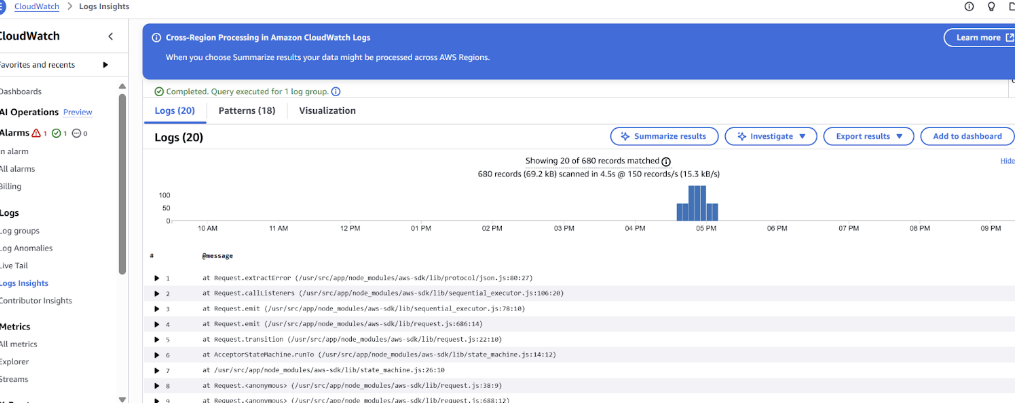 CloudWatch > Logs Insights
CloudWatch
Favorites and recents
Dashboards
AI Operations Preview
Alarms 1 1 0
In alarm
All alarms
Billing
Logs
Log groups
Log Anomalies
Live Tail
Logs Insights
Contributor Insights
Metrics
All metrics
Explorer
Streams
Cross-Region Processing in Amazon CloudWatch Logs
When you choose Summarize results your data might be processed across AWS Regions.
Learn more
Completed. Query executed for 1 log group.
Logs (20) Patterns (18) Visualization
Logs (20)
Summarize results Investigate Export results Add to dashboard
Showing 20 of 680 records matched
Hide
680 records (69.2 kB) scanned in 4.5s @ 150 records/s (15.3 kB/s)
100
50
0
10 AM 11 AM 12 PM 01 PM 02 PM 03 PM 04 PM 05 PM 06 PM 07 PM 08 PM 09 PM
# @message
1 at Request.extractError (/usr/src/app/node_modules/aws-sdk/lib/protocol/json.js:80:27)
2 at Request.callListeners (/usr/src/app/node_modules/aws-sdk/lib/sequential_executor.js:106:20)
3 at Request.emit (/usr/src/app/node_modules/aws-sdk/lib/sequential_executor.js:78:10)
4 at Request.emit (/usr/src/app/node_modules/aws-sdk/lib/request.js:686:14)
5 at Request.transition (/usr/src/app/node_modules/aws-sdk/lib/request.js:22:10)
6 at AcceptorStateMachine.runTo (/usr/src/app/node_modules/aws-sdk/lib/state_machine.js:14:12)
7 at /usr/src/app/node_modules/aws-sdk/lib/state_machine.js:26:10
8 at Request.<anonymous> (/usr/src/app/node_modules/aws-sdk/lib/request.js:38:9)
9 at Request.<anonymous> (/usr/src/app/node_modules/aws-sdk/lib/request.js:688:12)